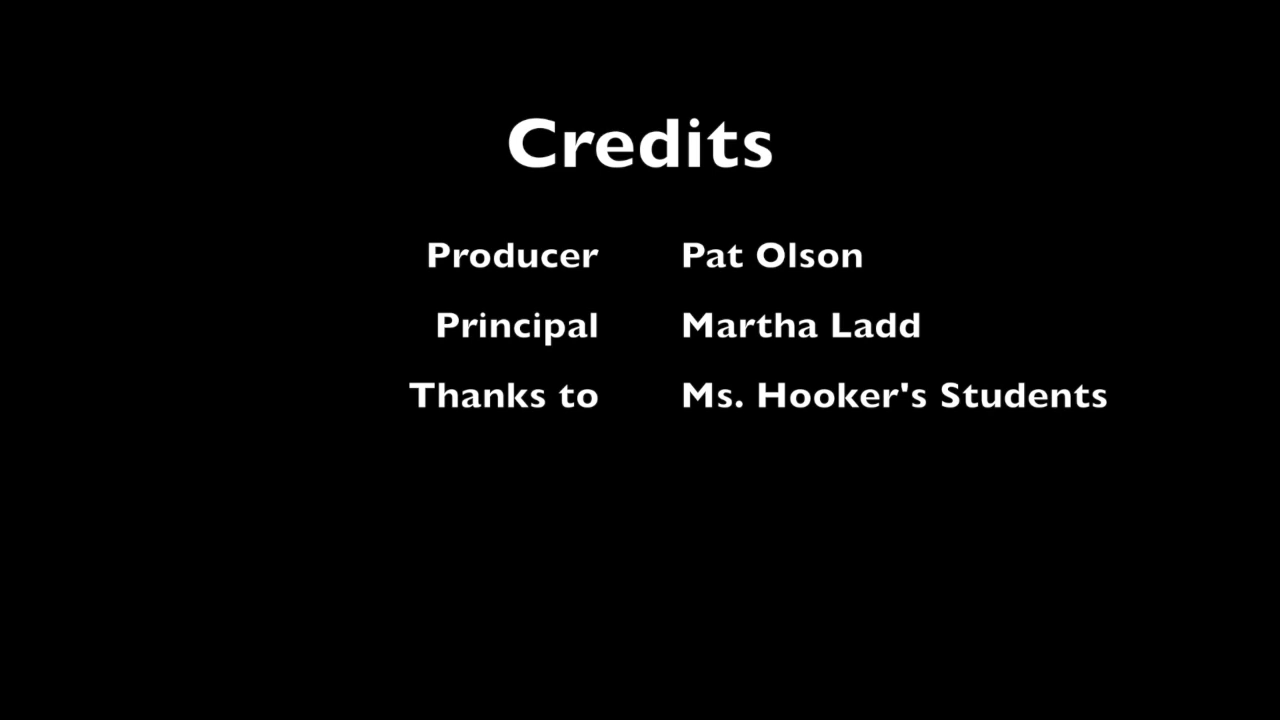 Credits
Producer Pat Olson
Principal Martha Ladd
Thanks to Ms. Hooker's Students